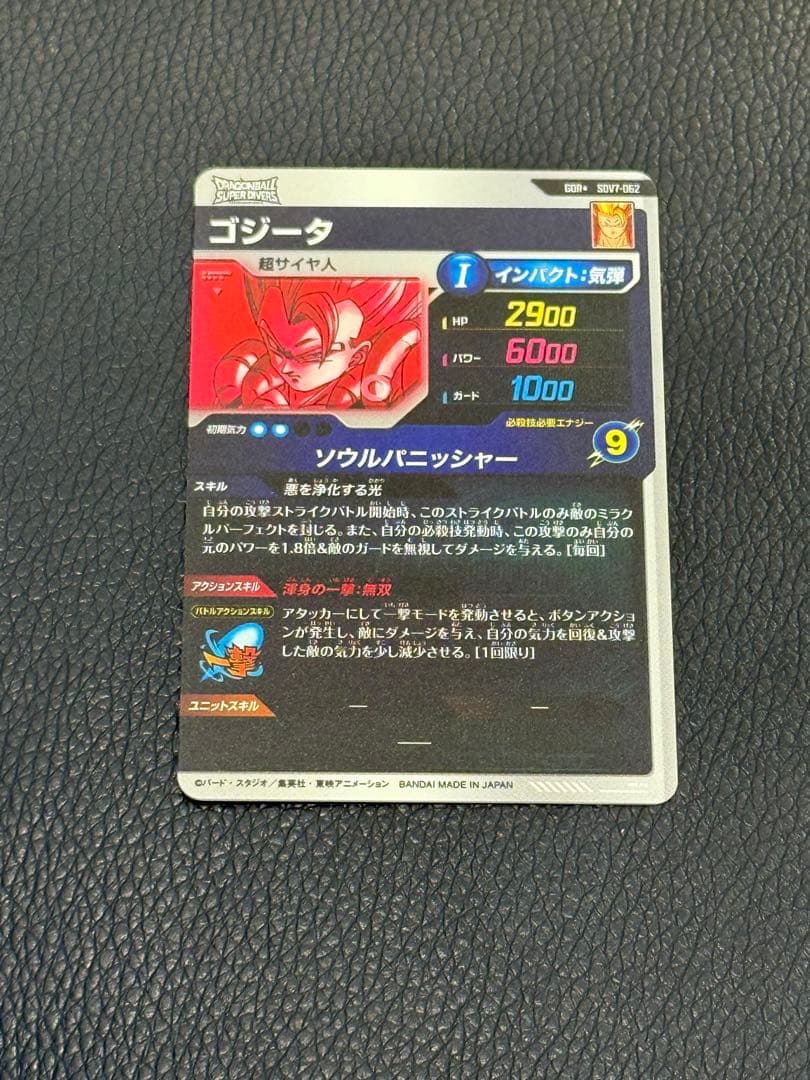 DRAGONBALL
SUPER DIVERS
GDR★ SDV7-062
ゴジータ
超サイヤ人
I インパクト:気弾
HP 2900
パワー 6000
ガード 1000
初期気力
必殺技必要エナジー
9
ソウルパニッシャー
スキル 悪を浄化する光
自分の攻撃ストライクバトル開始時、このストライクバトルのみ敵のミラク
ルパーフェクトを封じる。また、自分の必殺技発動時、この攻撃のみ自分の
元のパワーを1.8倍&敵のガードを無視してダメージを与える。[毎回]
アクションスキル 渾身の一撃:無双
バトルアクションスキル
アタッカーにして一撃モードを発動させると、ボタンアクショ
ンが発生し、敵にダメージを与え、自分の気力を回復&攻撃
した敵の気力を少し減少させる。[1回限り]
一撃
ユニットスキル — —
—
©バード・スタジオ/集英社・東映アニメーション BANDAI MADE IN JAPAN